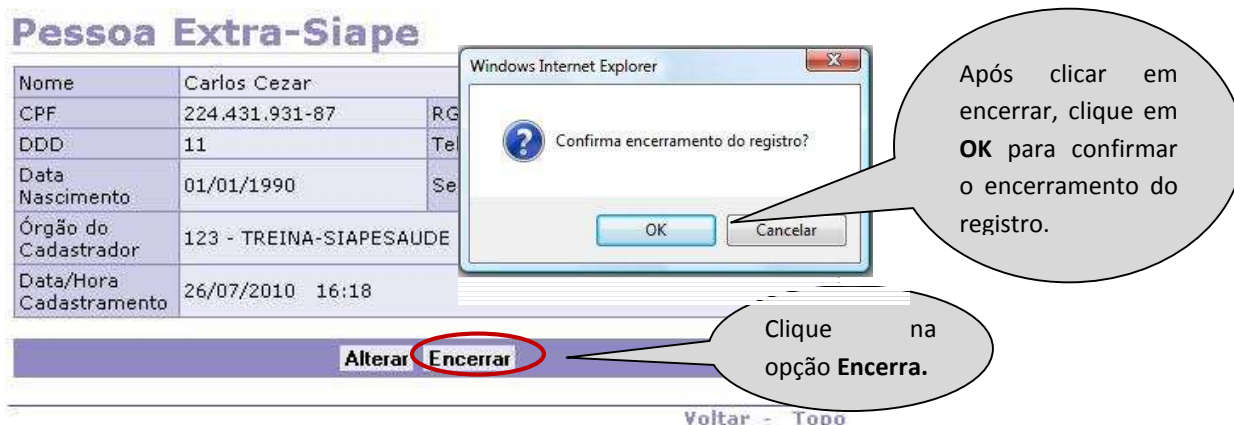 Pessoa Extra-Siape
Nome Carlos Cezar
CPF 224.431.931-87 RG
DDD 11 Tel
Data Nascimento 01/01/1990 Se
Órgão do Cadastrador 123 - TREINA-SIAPESAUDE
Data/Hora Cadastramento 26/07/2010 16:18
Windows Internet Explorer
Confirma encerramento do registro?
OK Cancelar
Após clicar em
encerrar, clique em
OK para confirmar
o encerramento do
registro.
Clique na
opção Encerra.
Alterar Encerrar
Voltar - Topo